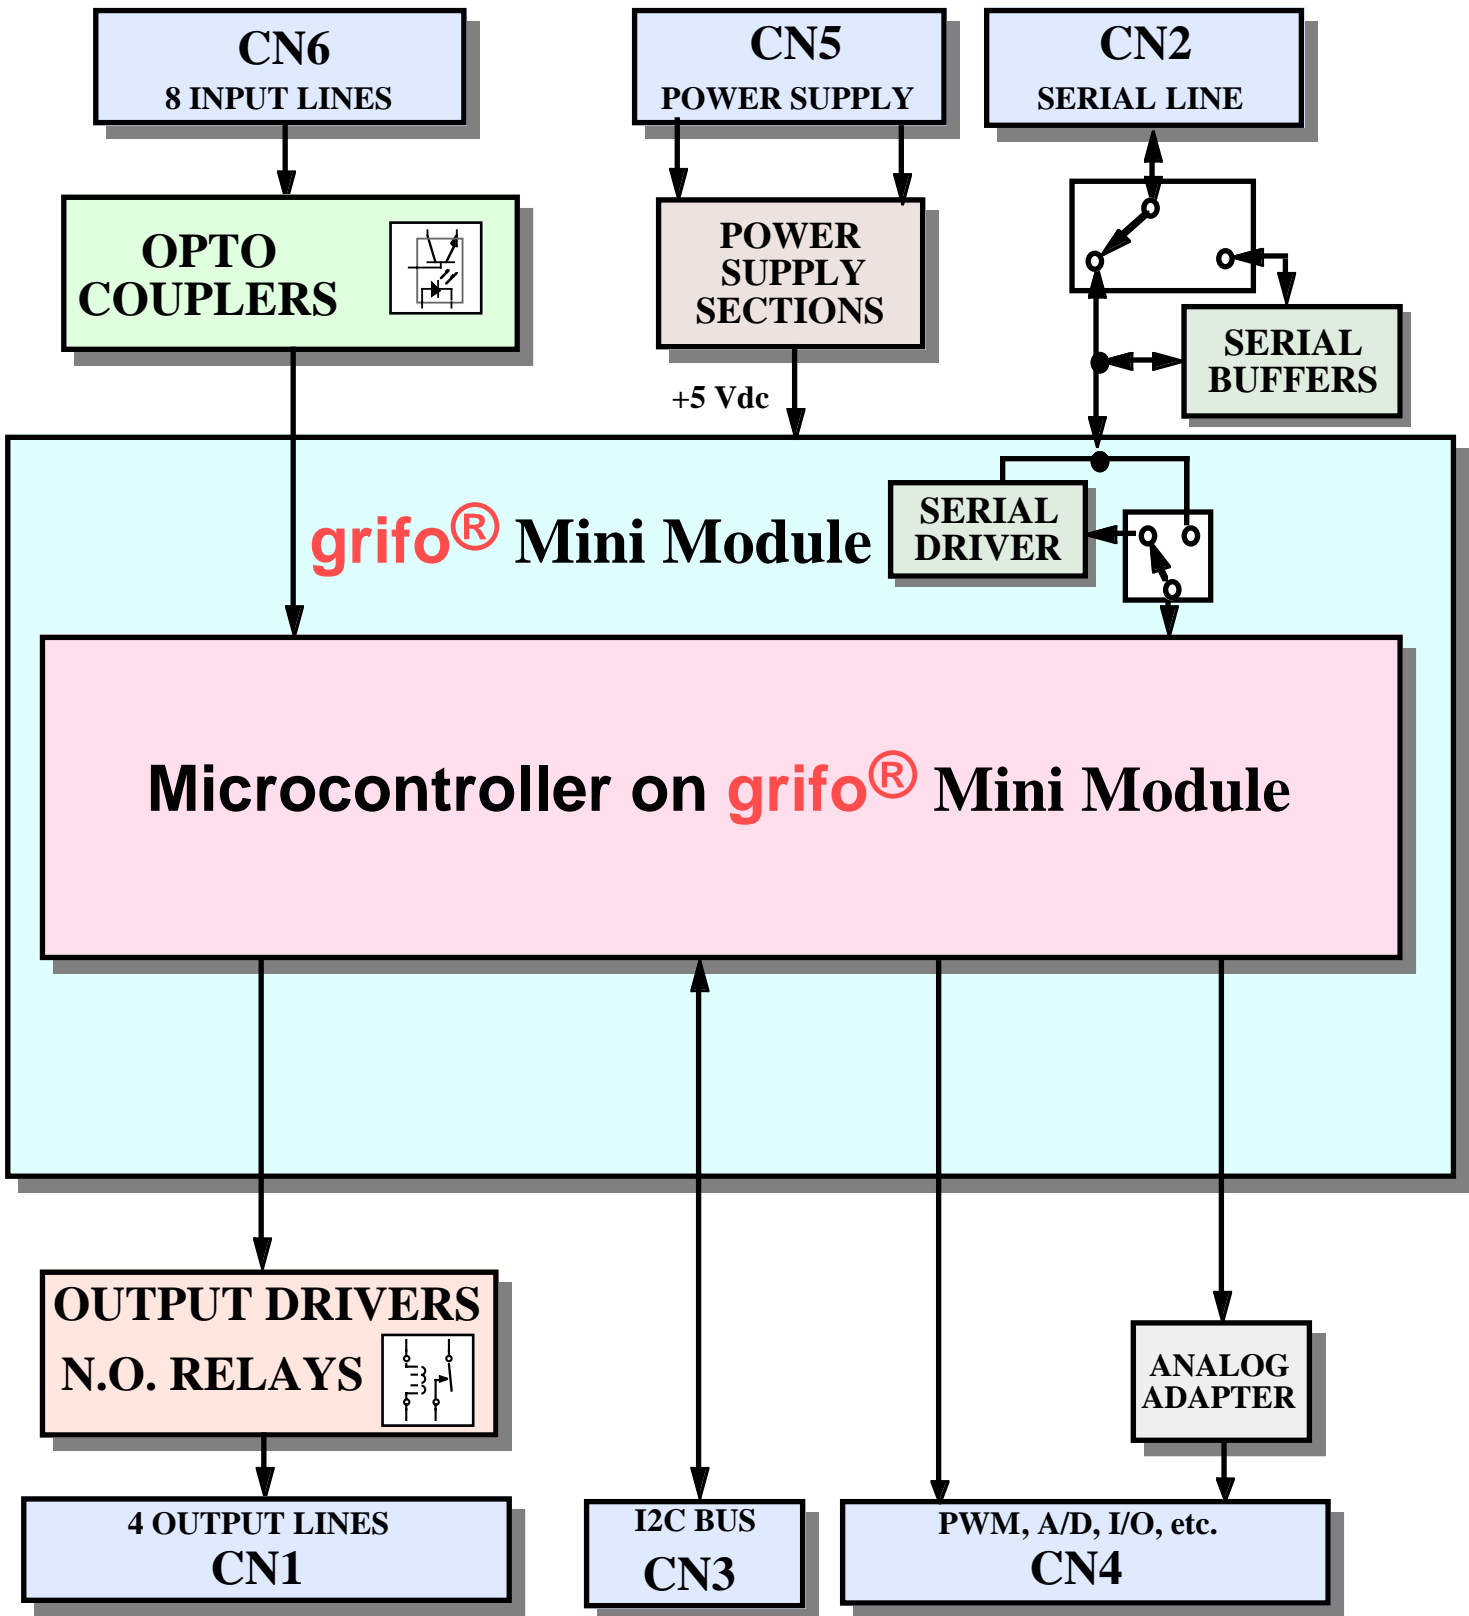 CN6
8 INPUT LINES
CN5
POWER SUPPLY
CN2
SERIAL LINE
OPTO
COUPLERS
POWER
SUPPLY
SECTIONS
SERIAL
BUFFERS
+5 Vdc
grifo® Mini Module
SERIAL
DRIVER
Microcontroller on grifo® Mini Module
OUTPUT DRIVERS
N.O. RELAYS
ANALOG
ADAPTER
4 OUTPUT LINES
CN1
I2C BUS
CN3
PWM, A/D, I/O, etc.
CN4